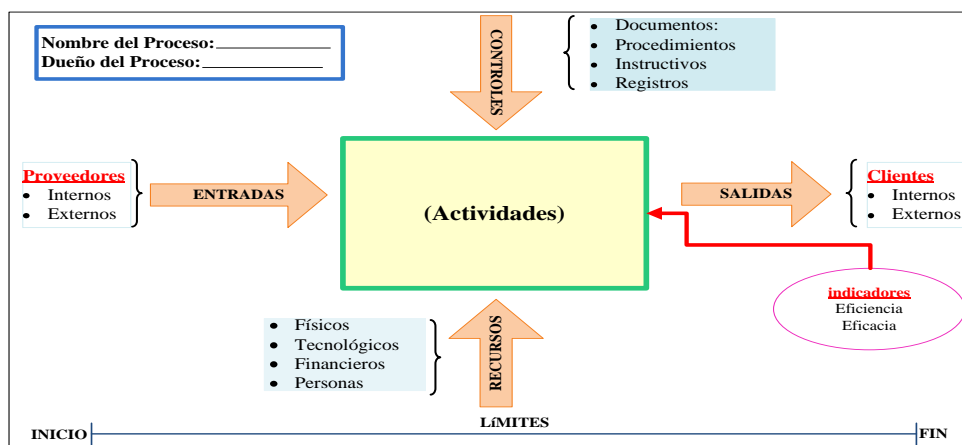 Nombre del Proceso:
Dueño del Proceso:
CONTROLES
Documentos:
Procedimientos
Instructivos
Registros
Proveedores
Internos
Externos
ENTRADAS
(Actividades)
SALIDAS
Clientes
Internos
Externos
indicadores
Eficiencia
Eficacia
Físicos
Tecnológicos
Financieros
Personas
RECURSOS
LíMITES
INICIO
FIN